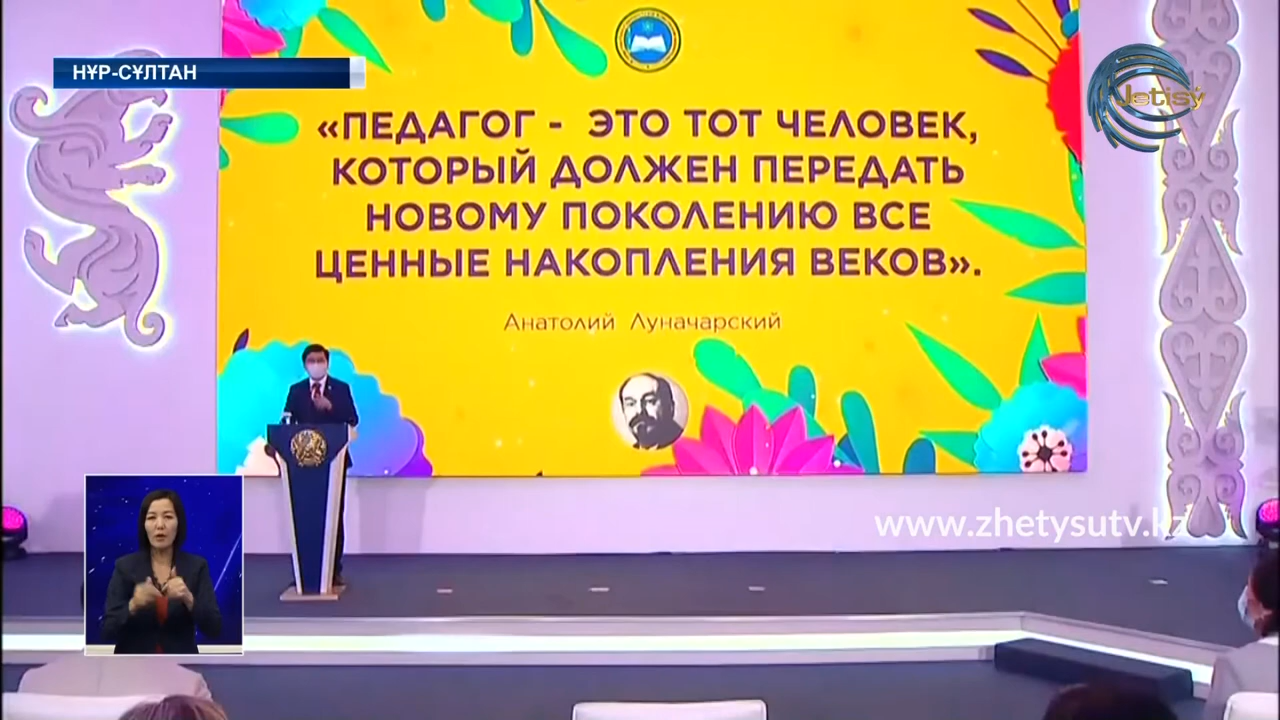 НҰР-СҰЛТАН
Jetisý
«ПЕДАГОГ - ЭТО ТОТ ЧЕЛОВЕК,
КОТОРЫЙ ДОЛЖЕН ПЕРЕДАТЬ
НОВОМУ ПОКОЛЕНИЮ ВСЕ
ЦЕННЫЕ НАКОПЛЕНИЯ ВЕКОВ».
Анатолий Луначарский
www.zhetysutv.kz